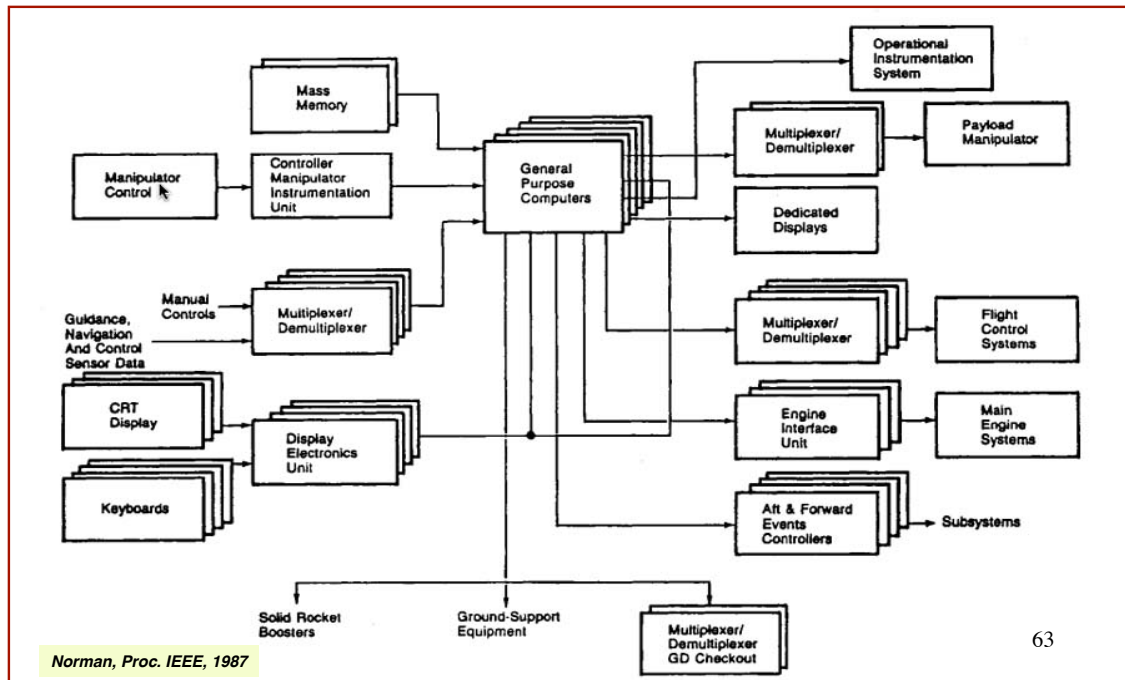 Operational
Instrumentation
System
Mass
Memory
Multiplexer/
Demultiplexer
Payload
Manipulator
General
Purpose
Computers
Manipulator
Control
Controller
Manipulator
Instrumentation
Unit
Dedicated
Displays
Manual
Controls
Multiplexer/
Demultiplexer
Guidance,
Navigation
And Control
Sensor Data
Multiplexer/
Demultiplexer
Flight
Control
Systems
CRT
Display
Display
Electronics
Unit
Engine
Interface
Unit
Main
Engine
Systems
Keyboards
Aft & Forward
Events
Controllers
Subsystems
Solid Rocket
Boosters
Ground-Support
Equipment
Multiplexer/
Demultiplexer
GD Checkout
63
Norman, Proc. IEEE, 1987